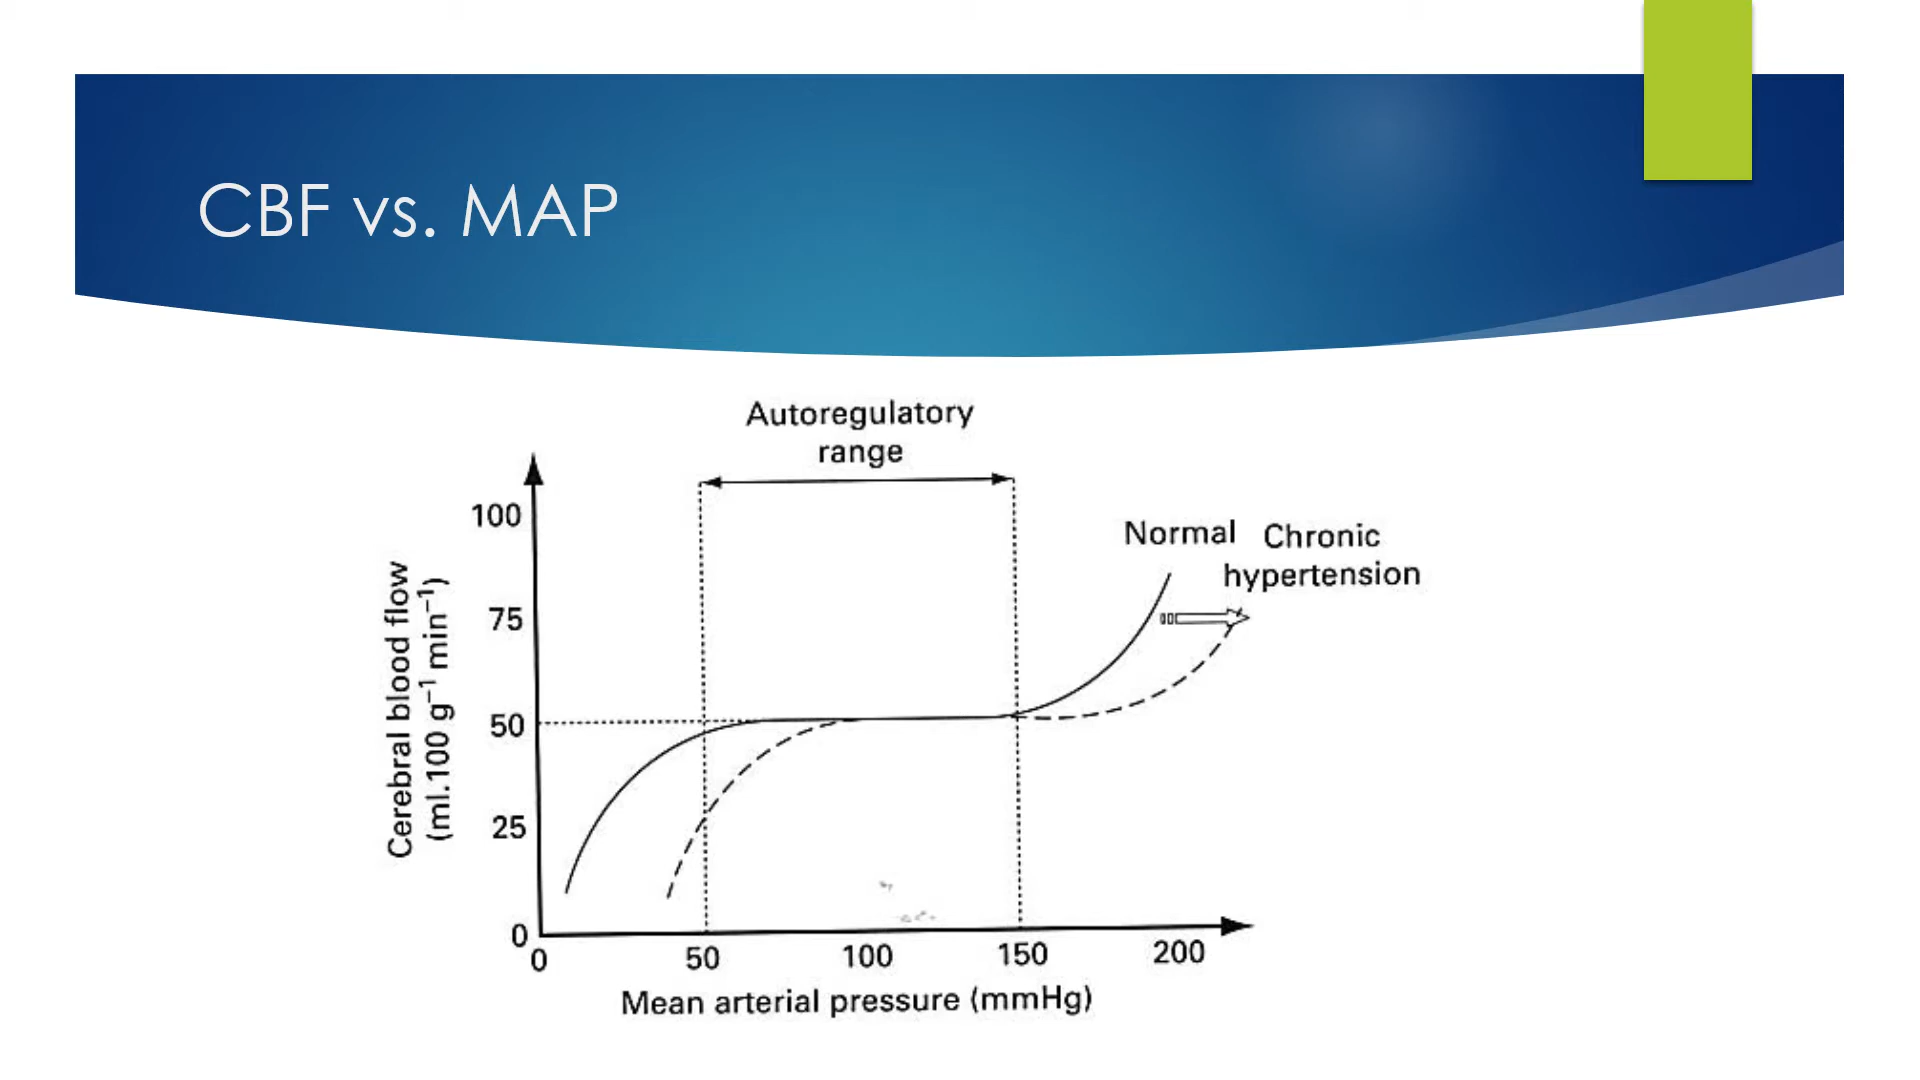 CBF vs. MAP
Autoregulatory
range
100
75
50
25
0
Cerebral blood flow
(ml.100 g⁻¹ min⁻¹)
Normal
Chronic
hypertension
0 50 100 150 200
Mean arterial pressure (mmHg)